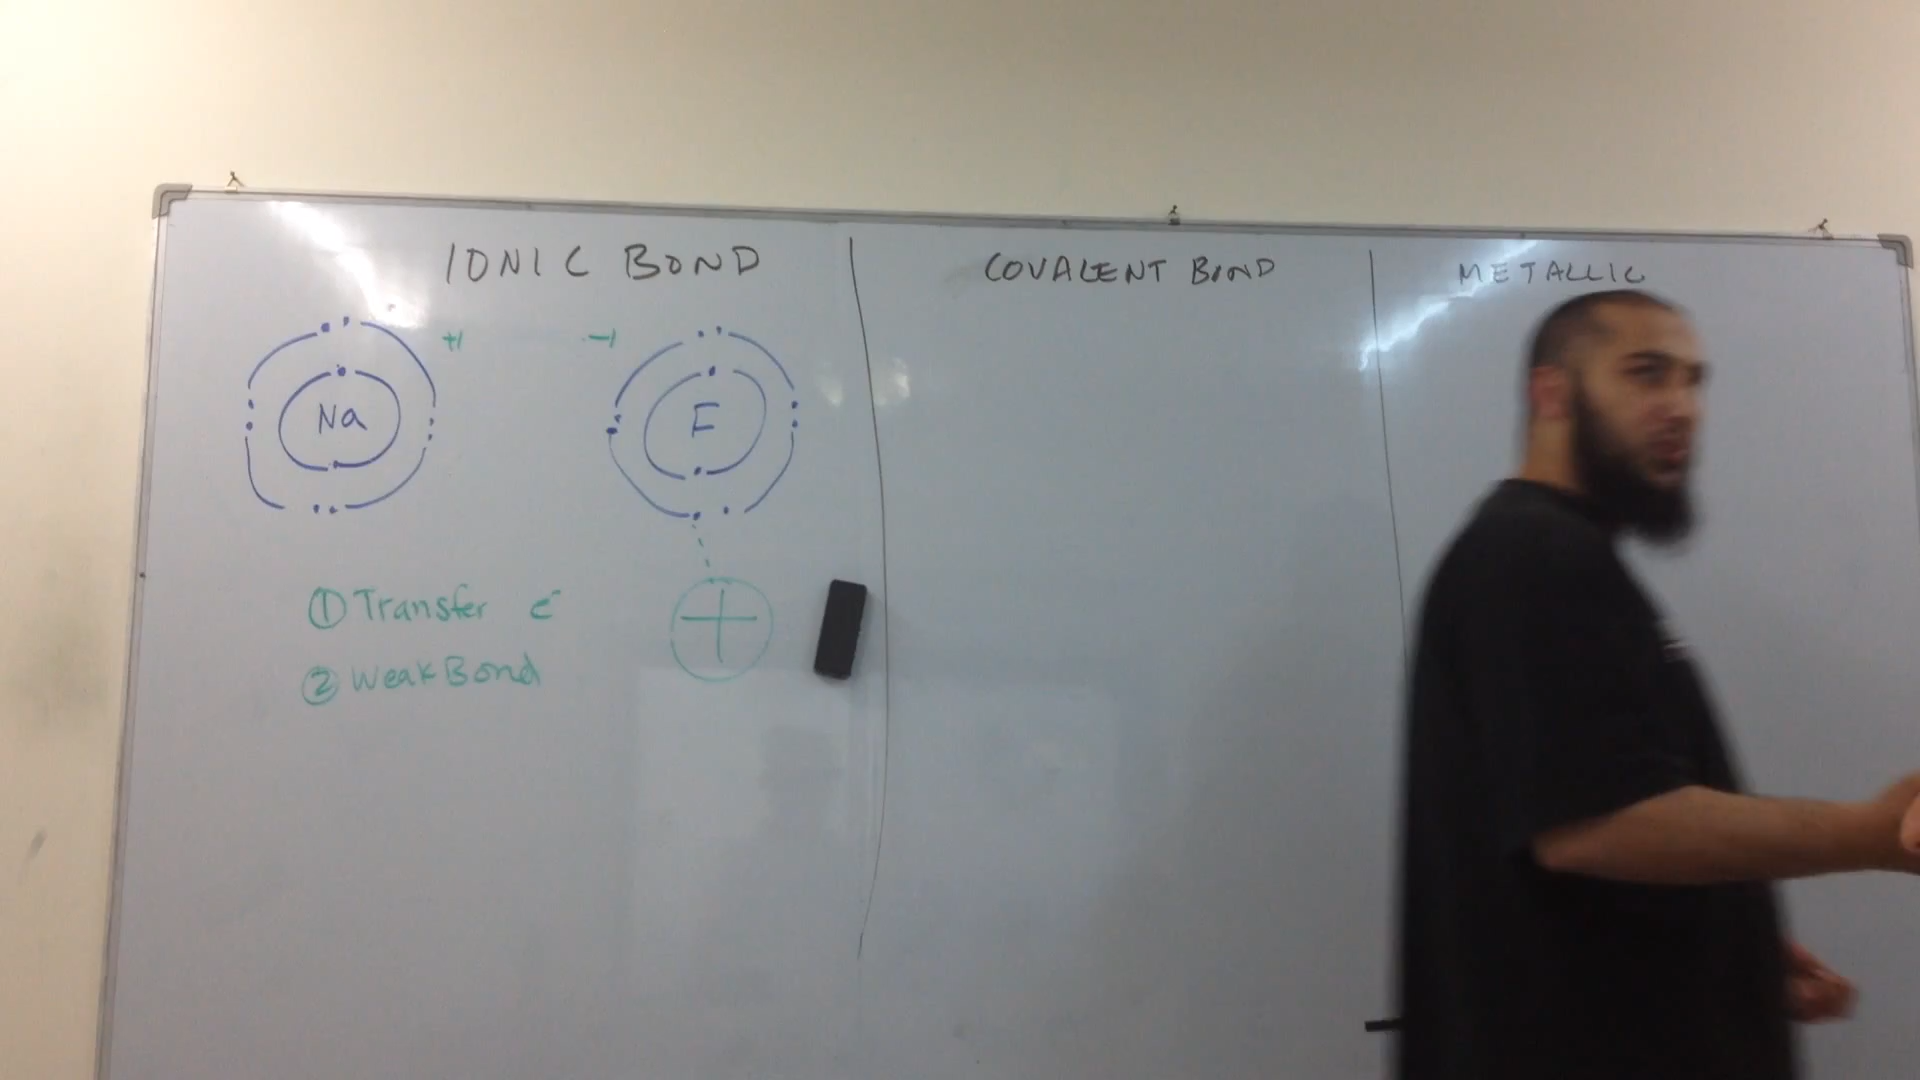 IONIC BOND
COVALENT BOND
METALLIC
+1
-1
Na
F
① Transfer e⁻
② Weak Bond
+